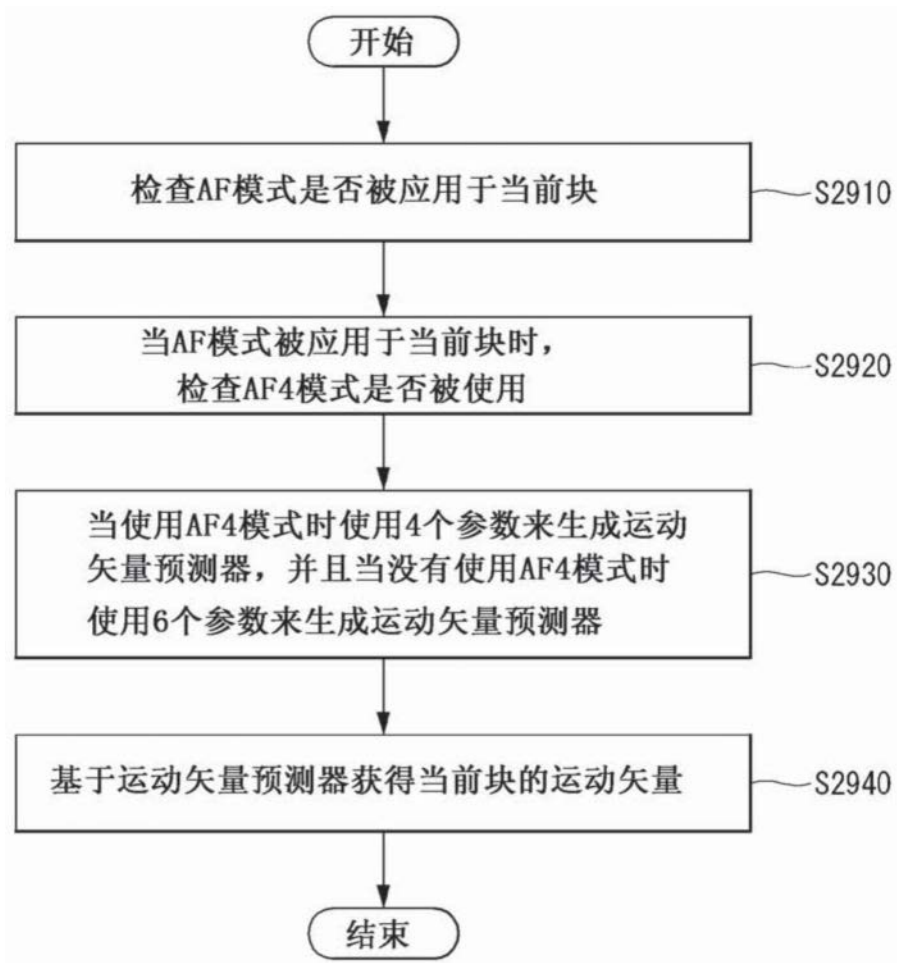 开始
检查AF模式是否被应用于当前块
S2910
当AF模式被应用于当前块时，
检查AF4模式是否被使用
S2920
当使用AF4模式时使用4个参数来生成运动
矢量预测器，并且当没有使用AF4模式时
使用6个参数来生成运动矢量预测器
S2930
基于运动矢量预测器获得当前块的运动矢量
S2940
结束